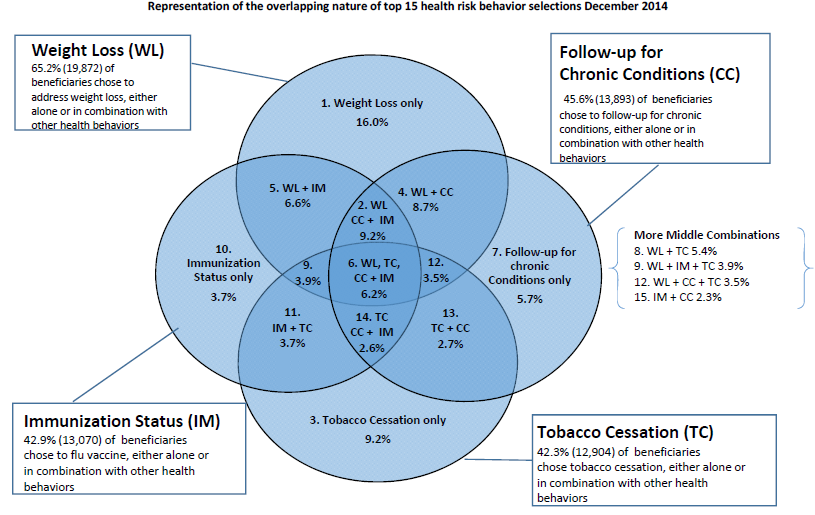 Representation of the overlapping nature of top 15 health risk behavior selections December 2014
Weight Loss (WL)
65.2% (19,872) of
beneficiaries chose to
address weight loss, either
alone or in combination with
other health behaviors
Follow-up for
Chronic Conditions (CC)
45.6% (13,893) of beneficiaries
chose to follow-up for chronic
conditions, either alone or in
combination with other health
behaviors
1. Weight Loss only
16.0%
5. WL + IM
6.6%
4. WL + CC
8.7%
2. WL
CC + IM
9.2%
10.
Immunization
Status only
3.7%
9.
3.9%
6. WL, TC,
CC + IM
6.2%
12.
3.5%
7. Follow-up for
chronic
Conditions only
5.7%
More Middle Combinations
8. WL + TC 5.4%
9. WL + IM + TC 3.9%
12. WL + CC + TC 3.5%
15. IM + CC 2.3%
11.
IM + TC
3.7%
14. TC
CC + IM
2.6%
13.
TC + CC
2.7%
3. Tobacco Cessation only
9.2%
Immunization Status (IM)
42.9% (13,070) of beneficiaries
chose to flu vaccine, either alone or
in combination with other health
behaviors
Tobacco Cessation (TC)
42.3% (12,904) of beneficiaries
chose tobacco cessation, either alone or
in combination with other health
behaviors